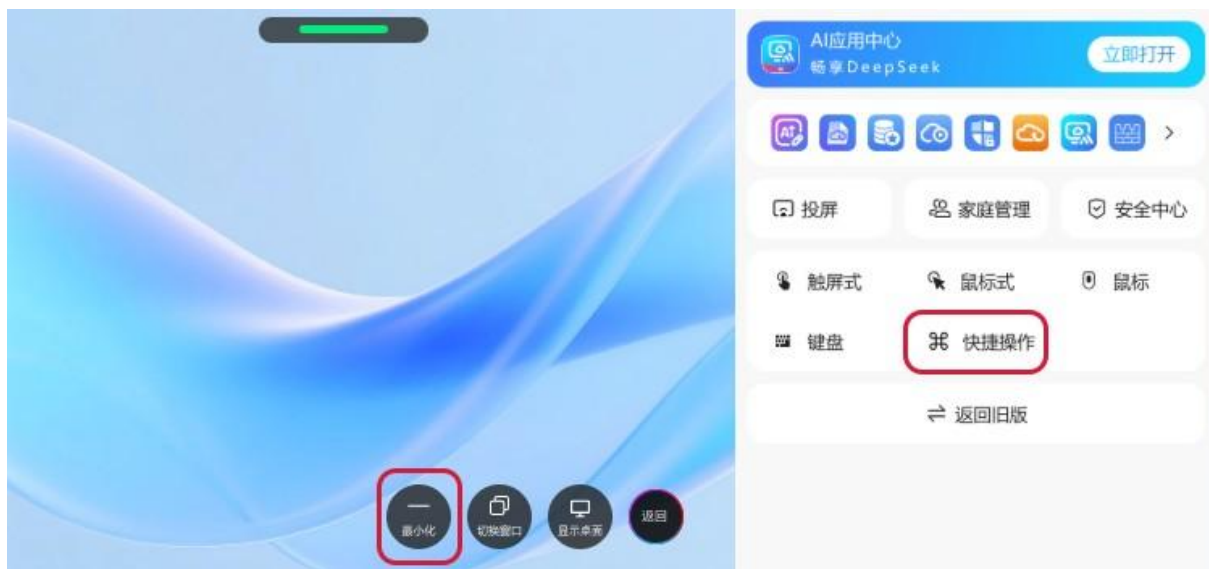 AI应用中心
畅享DeepSeek
立即打开
投屏
家庭管理
安全中心
触屏式
鼠标式
鼠标
键盘
快捷操作
返回旧版
最小化
切换窗口
显示桌面
返回